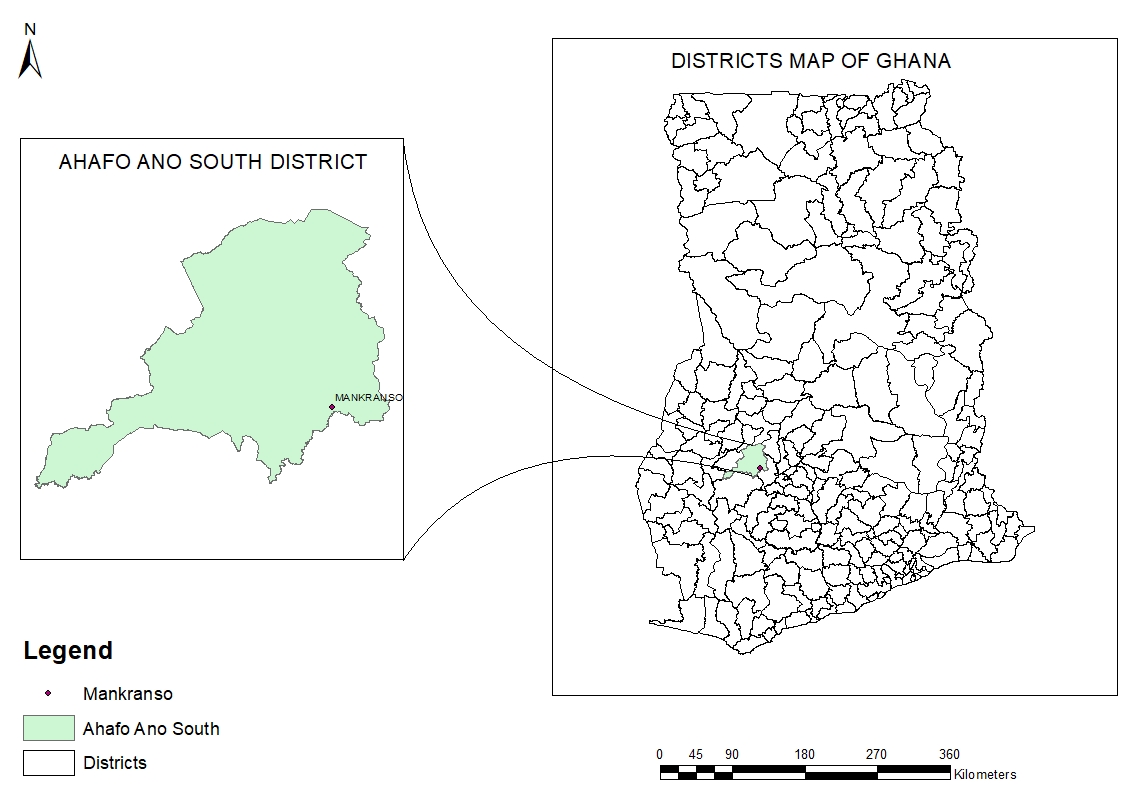 N
DISTRICTS MAP OF GHANA
AHAFO ANO SOUTH DISTRICT
MANKRANSO
Legend
Mankranso
Ahafo Ano South
Districts
0 45 90 180 270 360
Kilometers